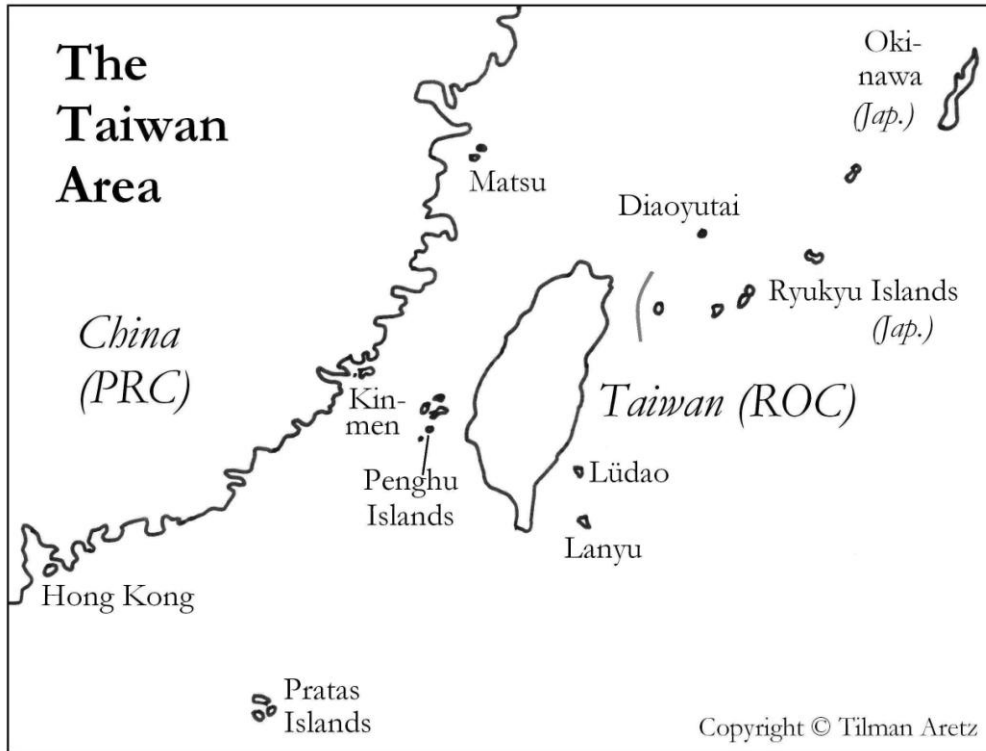 The
Taiwan
Area
Oki-
nawa
(Jap.)
Matsu
Diaoyutai
Ryukyu Islands
(Jap.)
China
(PRC)
Kin-
men
Taiwan (ROC)
Penghu
Islands
Lüdao
Lanyu
Hong Kong
Pratas
Islands
Copyright © Tilman Aretz